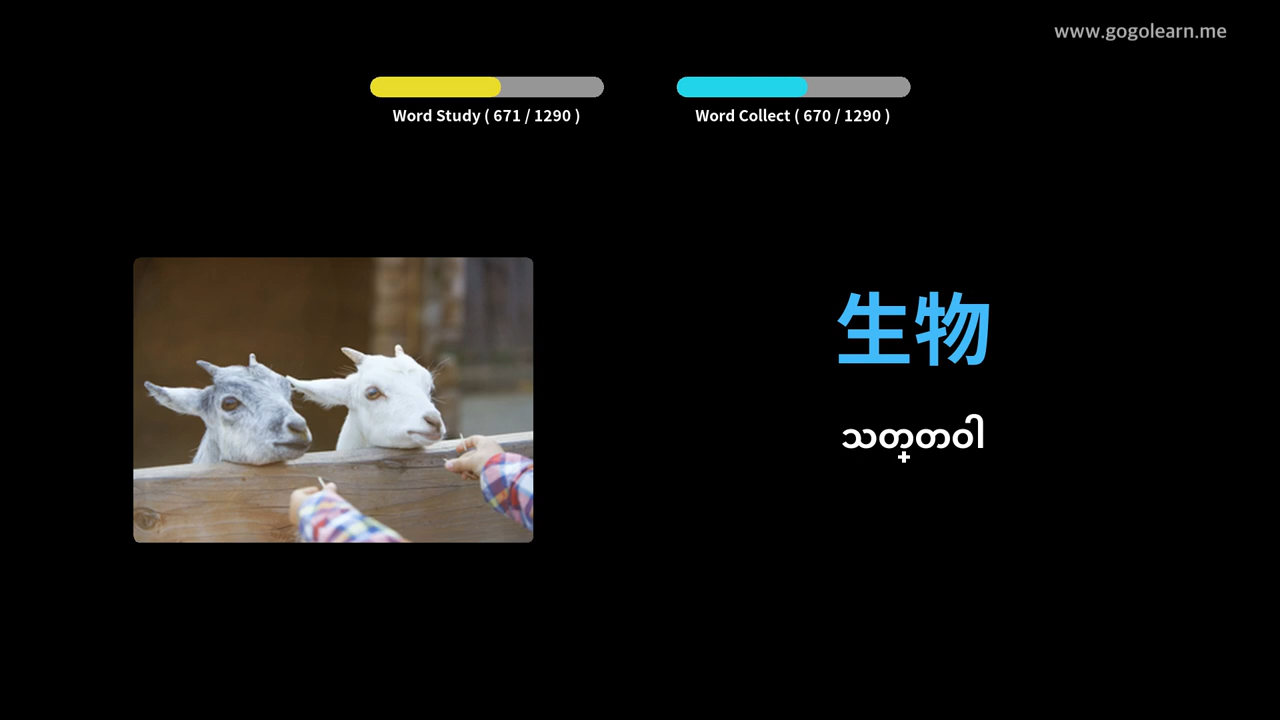 www.gogolearn.me
Word Study ( 671 / 1290 )
Word Collect ( 670 / 1290 )
生物
သတ္တဝါ